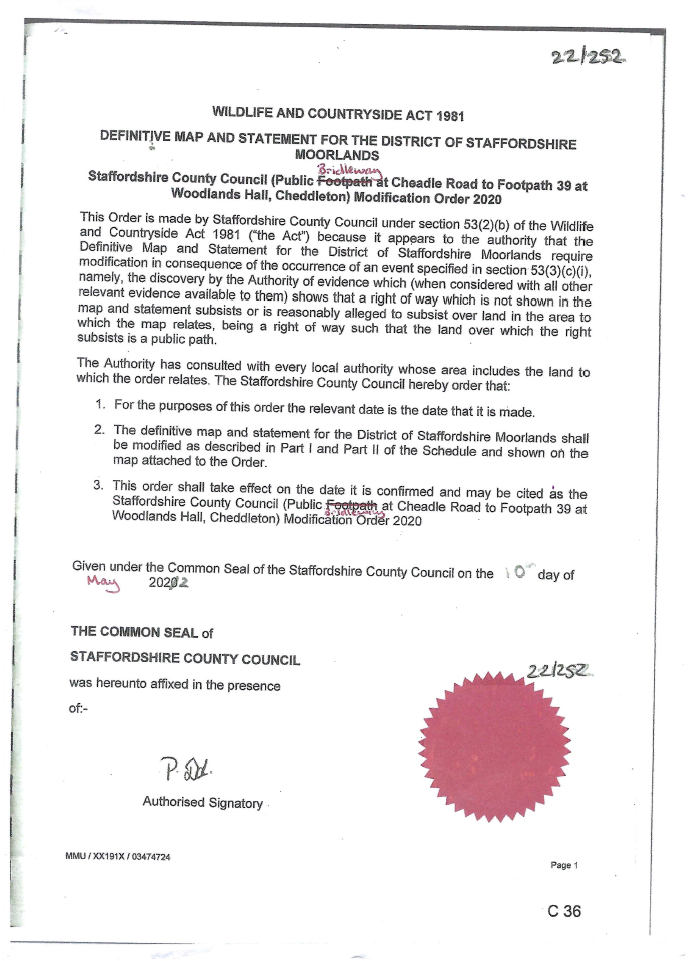 22/252
WILDLIFE AND COUNTRYSIDE ACT 1981
DEFINITIVE MAP AND STATEMENT FOR THE DISTRICT OF STAFFORDSHIRE
MOORLANDS
Bridleway
Staffordshire County Council (Public Footpath at Cheadle Road to Footpath 39 at
Woodlands Hall, Cheddleton) Modification Order 2020
This Order is made by Staffordshire County Council under section 53(2)(b) of the Wildlife
and Countryside Act 1981 ("the Act") because it appears to the authority that the
Definitive Map and Statement for the District of Staffordshire Moorlands require
modification in consequence of the occurrence of an event specified in section 53(3)(c)(i),
namely, the discovery by the Authority of evidence which (when considered with all other
relevant evidence available to them) shows that a right of way which is not shown in the
map and statement subsists or is reasonably alleged to subsist over land in the area to
which the map relates, being a right of way such that the land over which the right
subsists is a public path.
The Authority has consulted with every local authority whose area includes the land to
which the order relates. The Staffordshire County Council hereby order that:
1. For the purposes of this order the relevant date is the date that it is made.
2. The definitive map and statement for the District of Staffordshire Moorlands shall
be modified as described in Part I and Part II of the Schedule and shown on the
map attached to the Order.
3. This order shall take effect on the date it is confirmed and may be cited as the
Staffordshire County Council (Public Footpath at Cheadle Road to Footpath 39 at
Bridleway
Woodlands Hall, Cheddleton) Modification Order 2020
Given under the Common Seal of the Staffordshire County Council on the 10th day of
May 2022
THE COMMON SEAL of
STAFFORDSHIRE COUNTY COUNCIL
was hereunto affixed in the presence
of:-
22/252
Authorised Signatory
MMU / XX191X / 03474724
Page 1
C 36